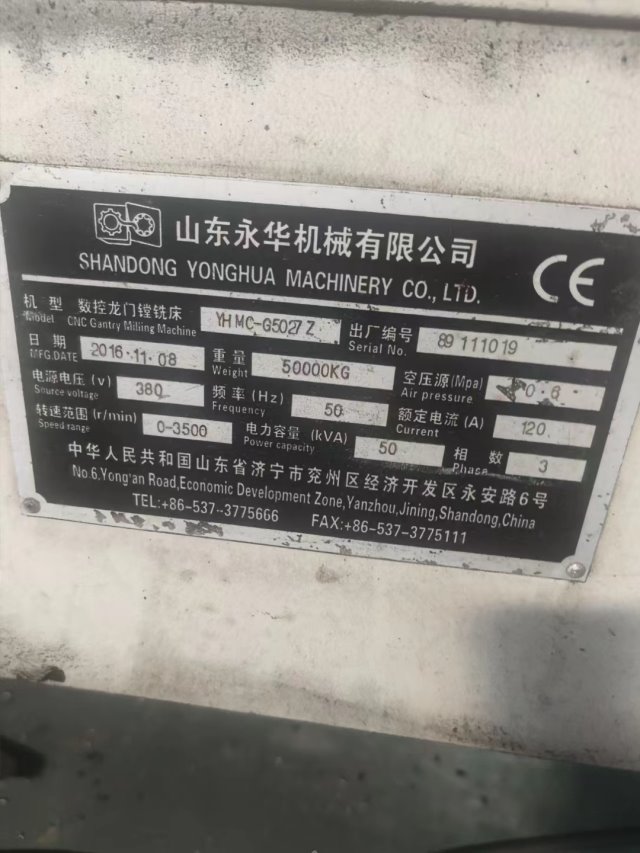 山东永华机械有限公司
SHANDONG YONGHUA MACHINERY CO., LTD.
CE
机型 数控龙门镗铣床 YHMC-G5027Z 出厂编号 89111019
Model CNC Gantry Milling Machine Serial No.
日期 2016.11.08 重量 50000KG 空压源(Mpa) 0.6
MFG.DATE Weight Air pressure
电源电压(v) 380 频率(Hz) 50 额定电流(A) 120
Source voltage Frequency Current
转速范围(r/min) 0-3500 电力容量(kVA) 50 相数 3
Speed range Power capacity Phase
中华人民共和国山东省济宁市兖州区经济开发区永安路6号
No.6,Yong'an Road,Economic Development Zone,Yanzhou,Jining,Shandong,China
TEL:+86-537-3775666 FAX:+86-537-3775111